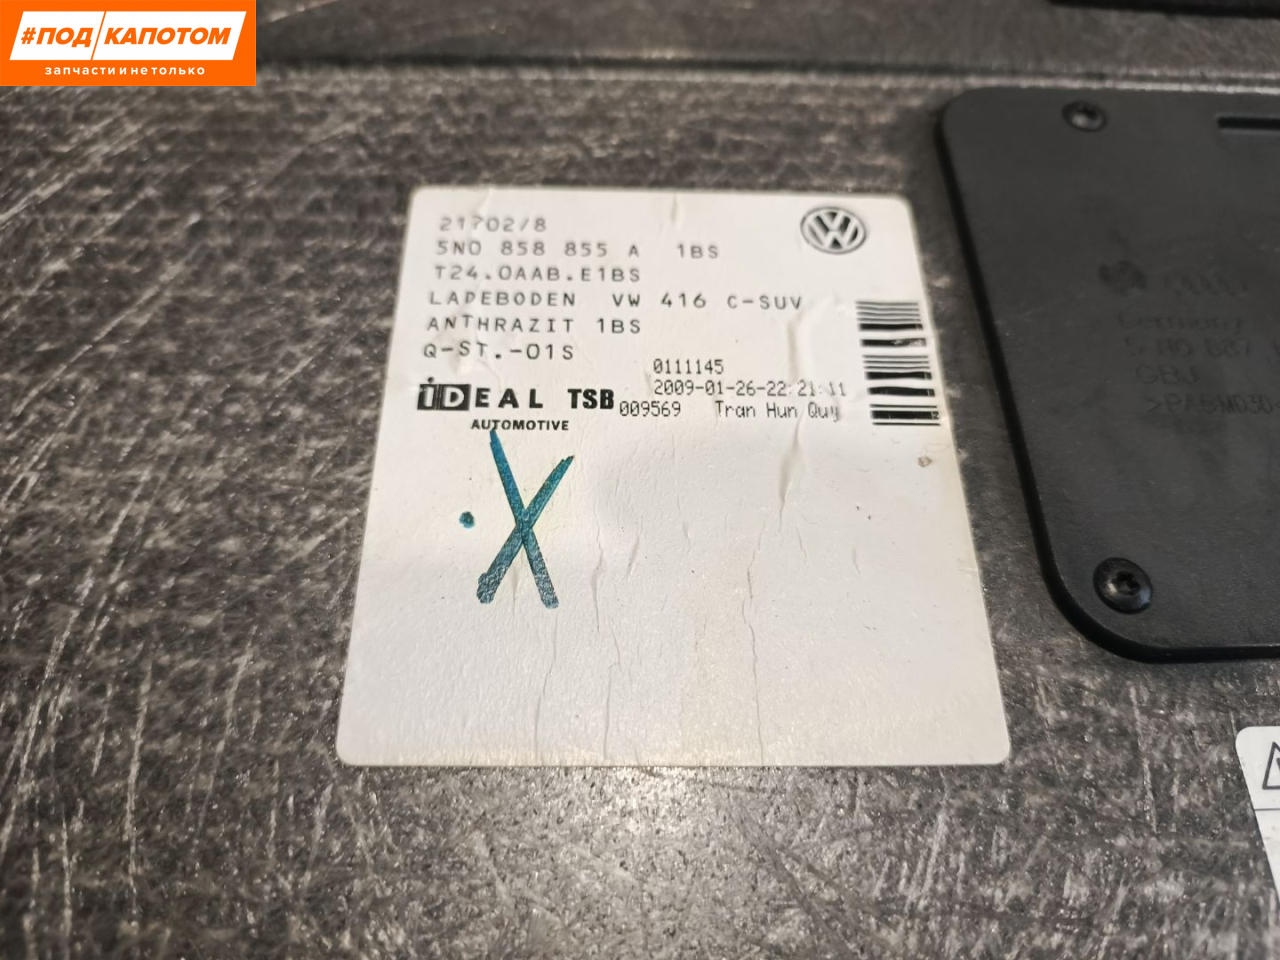 #ПОД КАПОТОМ
запчасти и не только
21702/8
5N0 858 855 A 1BS
T24.0AAB.E1BS
LADEBODEN VW 416 C-SUV
ANTHRAZIT 1BS
Q-ST.-01S
0111145
2009-01-26-22:21:11
iDEAL TSB
009569 Tran Hun Quy
AUTOMOTIVE
X
Germany